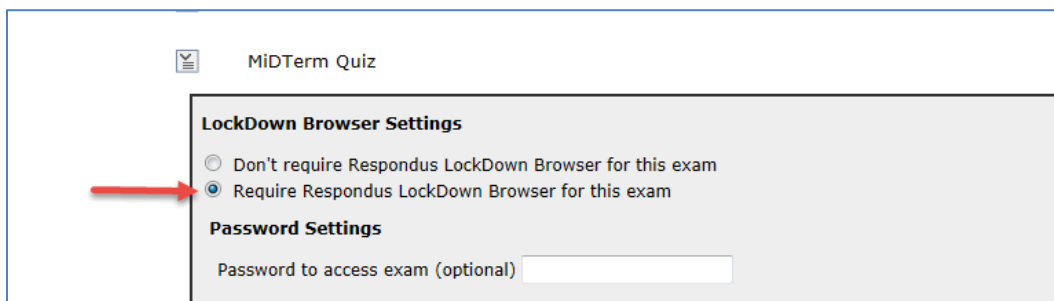 MiDTerm Quiz
LockDown Browser Settings
Don't require Respondus LockDown Browser for this exam
Require Respondus LockDown Browser for this exam
Password Settings
Password to access exam (optional)